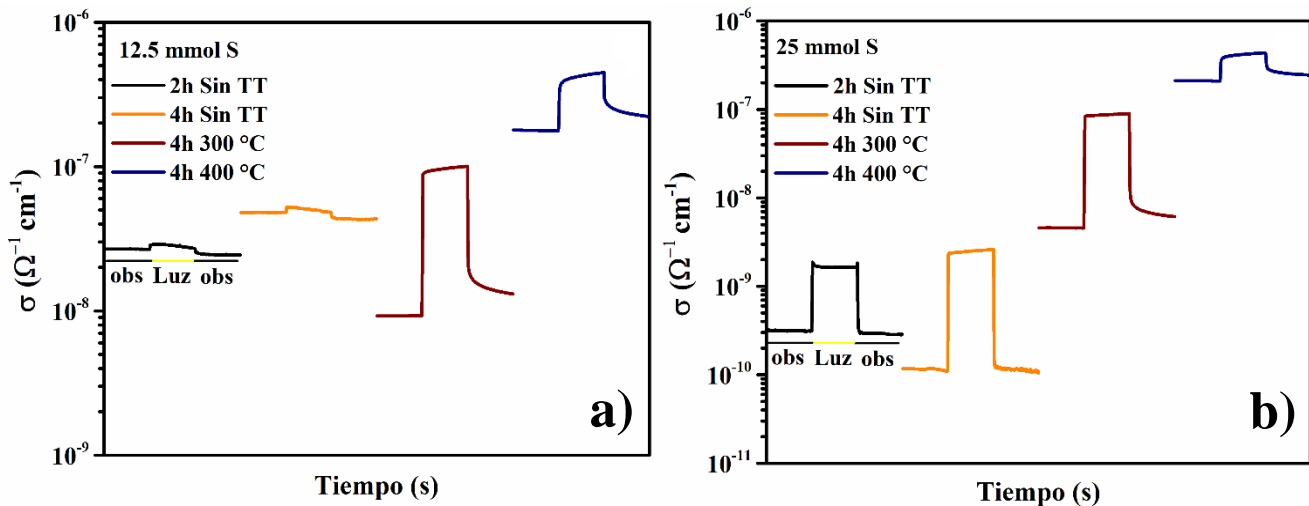 10⁻⁶
10⁻⁷
10⁻⁸
10⁻⁹
σ (Ω⁻¹ cm⁻¹)
12.5 mmol S
2h Sin TT
4h Sin TT
4h 300 °C
4h 400 °C
obs Luz obs
a)
Tiempo (s)
10⁻⁶
10⁻⁷
10⁻⁸
10⁻⁹
10⁻¹⁰
10⁻¹¹
σ (Ω⁻¹ cm⁻¹)
25 mmol S
2h Sin TT
4h Sin TT
4h 300 °C
4h 400 °C
obs Luz obs
b)
Tiempo (s)